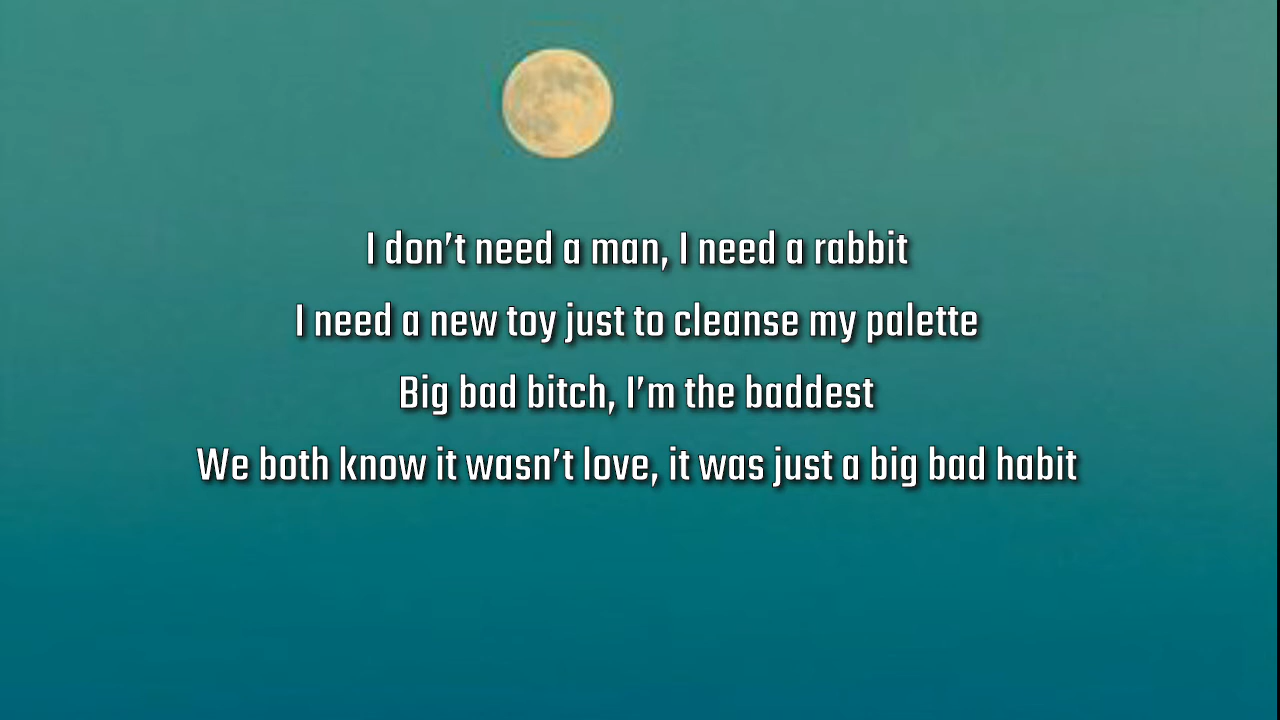 I don’t need a man, I need a rabbit
I need a new toy just to cleanse my palette
Big bad bitch, I’m the baddest
We both know it wasn’t love, it was just a big bad habit